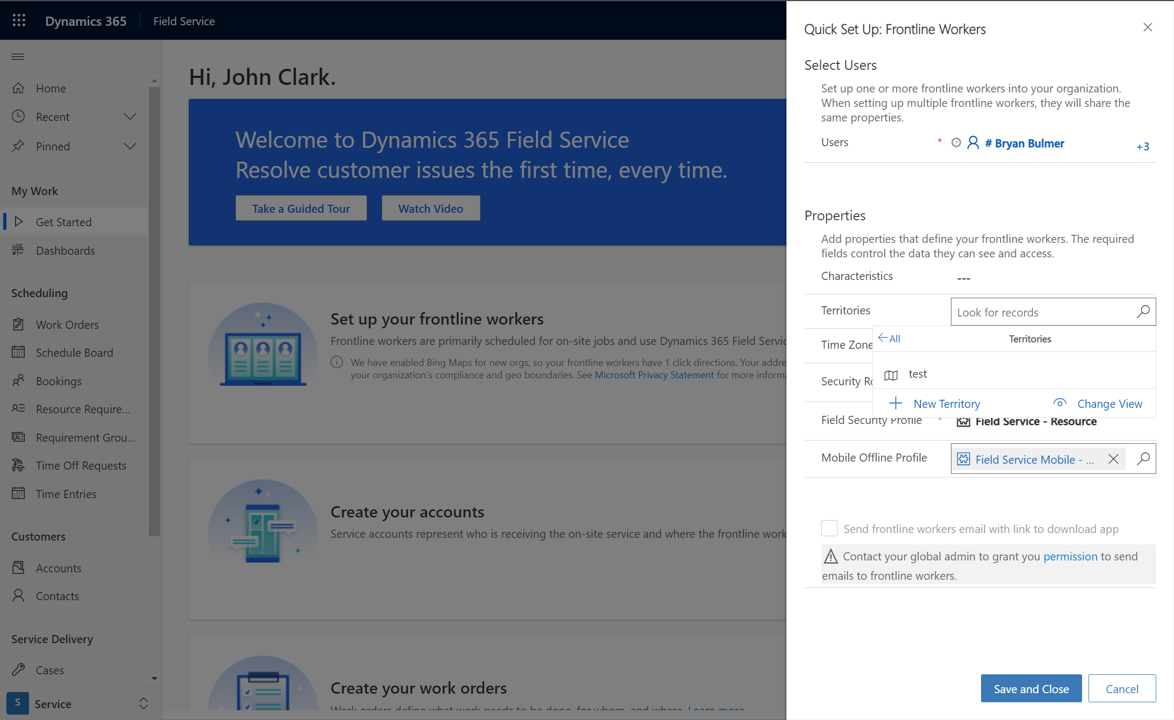 Dynamics 365
Field Service
Home
Recent
Pinned
My Work
Get Started
Dashboards
Scheduling
Work Orders
Schedule Board
Bookings
Resource Require...
Requirement Grou...
Time Off Requests
Time Entries
Customers
Accounts
Contacts
Service Delivery
Cases
S
Service
Hi, John Clark.
Welcome to Dynamics 365 Field Service
Resolve customer issues the first time, every time.
Take a Guided Tour
Watch Video
Set up your frontline workers
Frontline workers are primarily scheduled for on-site jobs and use Dynamics 365 Field Servic
We have enabled Bing Maps for new orgs, so your frontline workers have 1 click directions. Your addre
your organization's compliance and geo boundaries. See Microsoft Privacy Statement for more informa
Create your accounts
Service accounts represent who is receiving the on-site service and where the frontline work
Create your work orders
Work orders define what work needs to be done, for whom, and where. Learn more
Quick Set Up: Frontline Workers
Select Users
Set up one or more frontline workers into your organization.
When setting up multiple frontline workers, they will share the
same properties.
Users
*
# Bryan Bulmer
+3
Properties
Add properties that define your frontline workers. The required
fields control the data they can see and access.
Characteristics
---
Territories
Look for records
All
Territories
Time Zone
test
Security Ro
New Territory
Change View
Field Security Profile
Field Service - Resource
Mobile Offline Profile
Field Service Mobile - ...
Send frontline workers email with link to download app
Contact your global admin to grant you permission to send
emails to frontline workers.
Save and Close
Cancel